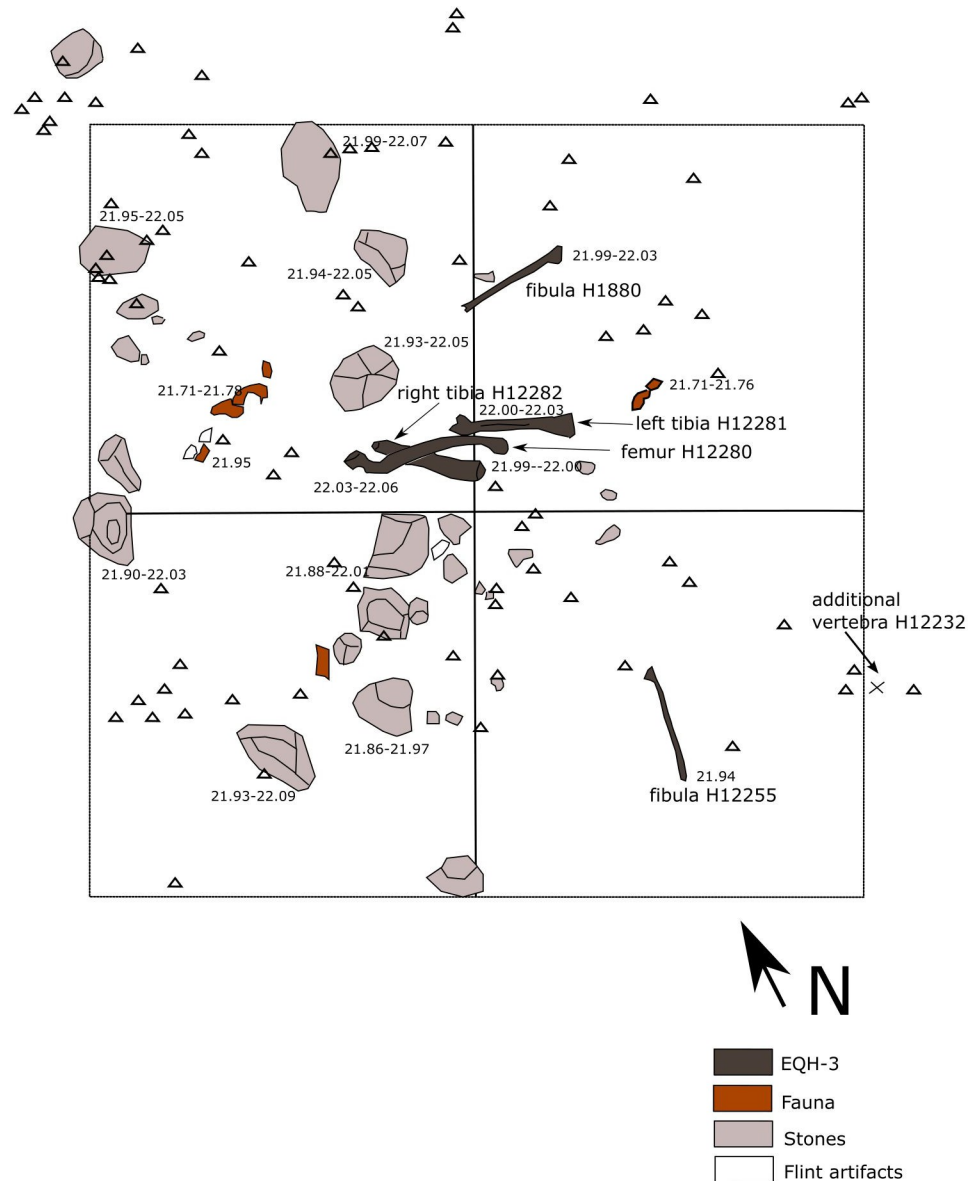 21.99-22.07
21.95-22.05
21.94-22.05
21.99-22.03
fibula H1880
21.93-22.05
21.71-21.78
right tibia H12282
21.71-21.76
22.00-22.03
left tibia H12281
femur H12280
21.95
22.03-22.06
21.99--22.00
21.90-22.03
21.88-22.01
additional
vertebra H12232
21.86-21.97
21.93-22.09
21.94
fibula H12255
N
EQH-3
Fauna
Stones
Flint artifacts